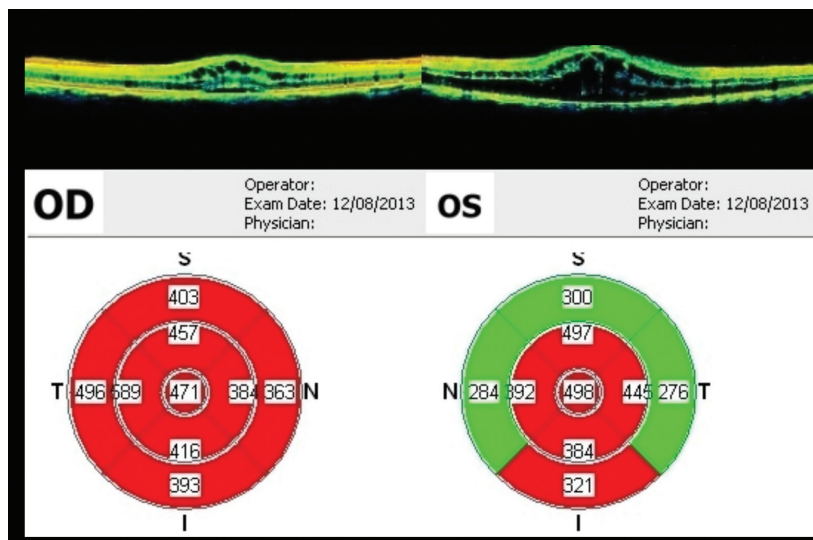 OD
Operator:
Exam Date: 12/08/2013
Physician:
OS
Operator:
Exam Date: 12/08/2013
Physician:
S
403
457
T 496 589 471 384 363 N
416
393
I
S
300
497
N 284 392 498 445 276 T
384
321
I